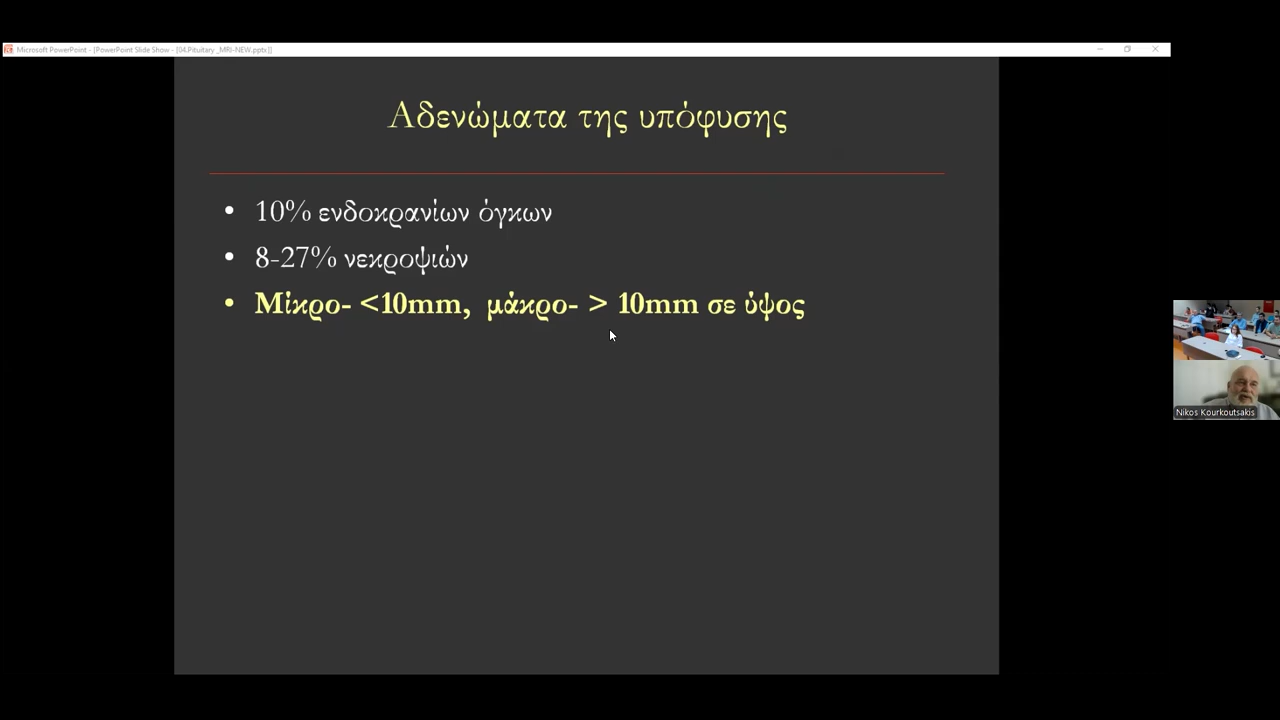 Microsoft PowerPoint - [PowerPoint Slide Show - [04.Pituitary _MRI-NEW.pptx]]
Αδενώματα της υπόφυσης
• 10% ενδοκρανίων όγκων
• 8-27% νεκροψιών
• Μίκρο- <10mm, μάκρο- > 10mm σε ύψος
Nikos Kourkoutsakis